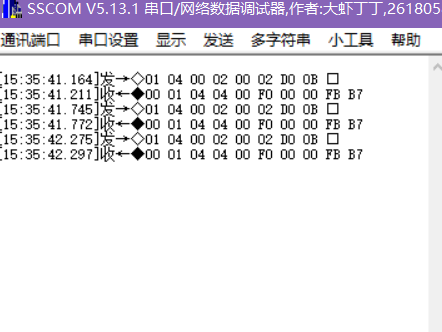 SSCOM V5.13.1 串口/网络数据调试器,作者:大虾丁丁,261805
通讯端口 串口设置 显示 发送 多字符串 小工具 帮助
[15:35:41.164]发→◇01 04 00 02 00 02 D0 0B □
[15:35:41.211]收←◆00 01 04 04 00 F0 00 00 FB B7
[15:35:41.745]发→◇01 04 00 02 00 02 D0 0B □
[15:35:41.772]收←◆00 01 04 04 00 F0 00 00 FB B7
[15:35:42.275]发→◇01 04 00 02 00 02 D0 0B □
[15:35:42.297]收←◆00 01 04 04 00 F0 00 00 FB B7